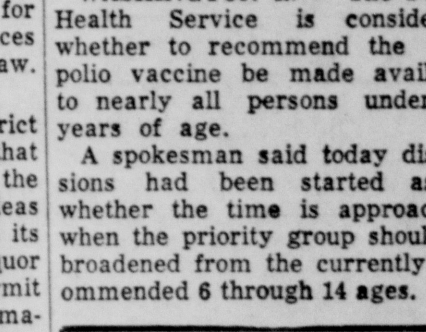 for
ces
aw.
rict
hat
the
eas
its
uor
mit
ma-
Health Service is conside
whether to recommend the
polio vaccine be made avai
to nearly all persons under
years of age.
A spokesman said today di
sions had been started a
whether the time is approac
when the priority group shoul
broadened from the currently
ommended 6 through 14 ages.